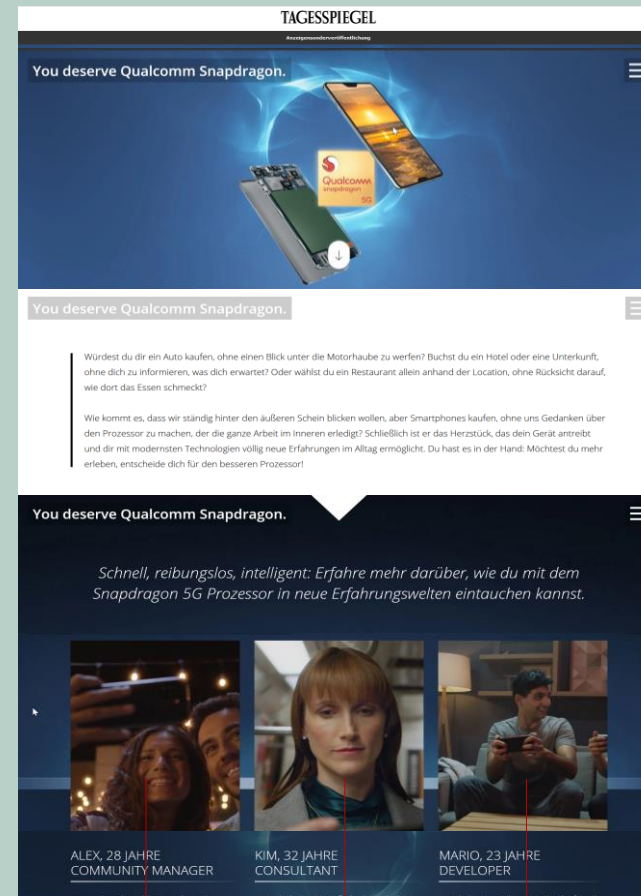 TAGESSPIEGEL
Anzeigensonderveröffentlichung
You deserve Qualcomm Snapdragon.
Qualcomm
snapdragon
5G
You deserve Qualcomm Snapdragon.
Würdest du dir ein Auto kaufen, ohne einen Blick unter die Motorhaube zu werfen? Buchst du ein Hotel oder eine Unterkunft,
ohne dich zu informieren, was dich erwartet? Oder wählst du ein Restaurant allein anhand der Location, ohne Rücksicht darauf,
wie dort das Essen schmeckt?
Wie kommt es, dass wir ständig hinter den äußeren Schein blicken wollen, aber Smartphones kaufen, ohne uns Gedanken über
den Prozessor zu machen, der die ganze Arbeit im Inneren erledigt? Schließlich ist er das Herzstück, das dein Gerät antreibt
und dir mit modernsten Technologien völlig neue Erfahrungen im Alltag ermöglicht. Du hast es in der Hand: Möchtest du mehr
erleben, entscheide dich für den besseren Prozessor!
You deserve Qualcomm Snapdragon.
Schnell, reibungslos, intelligent: Erfahre mehr darüber, wie du mit dem
Snapdragon 5G Prozessor in neue Erfahrungswelten eintauchen kannst.
ALEX, 28 JAHRE
COMMUNITY MANAGER
KIM, 32 JAHRE
CONSULTANT
MARIO, 23 JAHRE
DEVELOPER